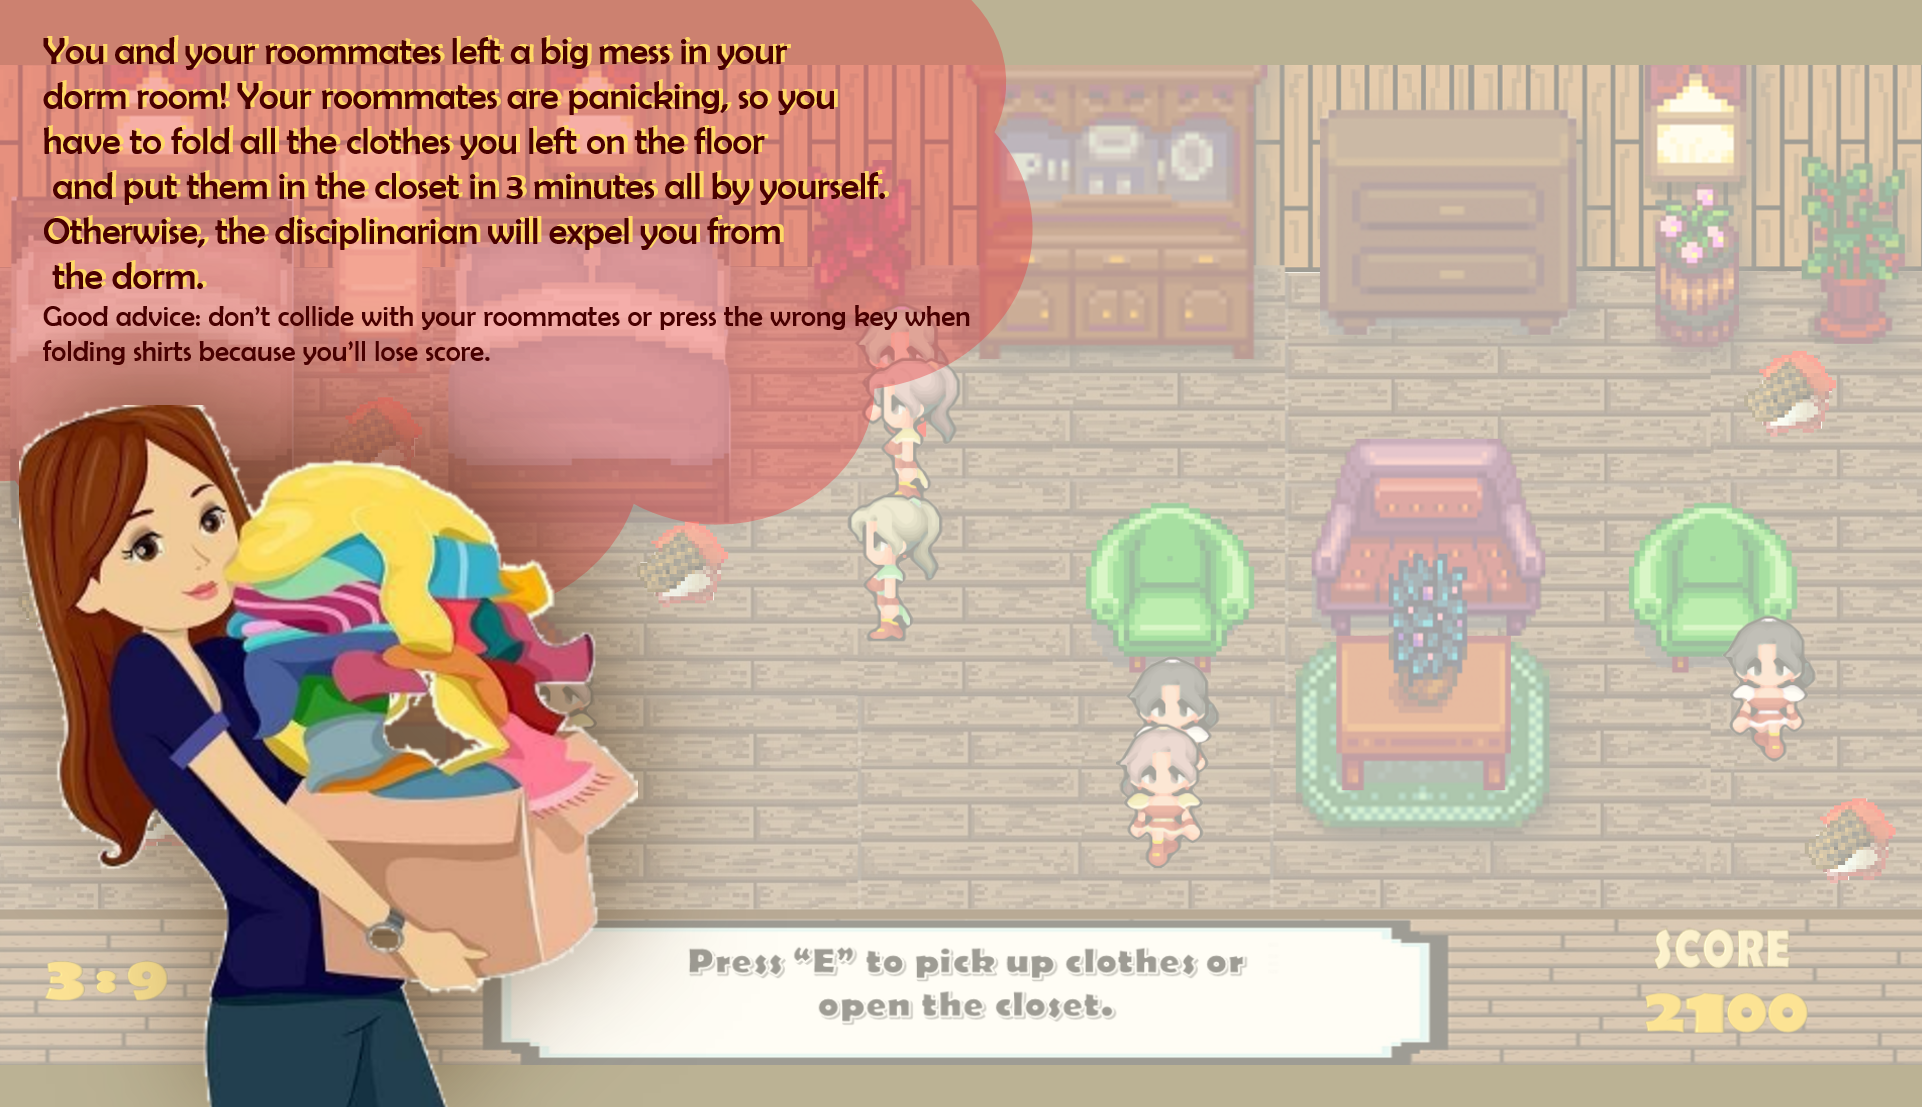 You and your roommates left a big mess in your
dorm room! Your roommates are panicking, so you
have to fold all the clothes you left on the floor
and put them in the closet in 3 minutes all by yourself.
Otherwise, the disciplinarian will expel you from
the dorm.
Good advice: don’t collide with your roommates or press the wrong key when
folding shirts because you’ll lose score.
3:9
Press “E” to pick up clothes or
open the closet.
SCORE
2100